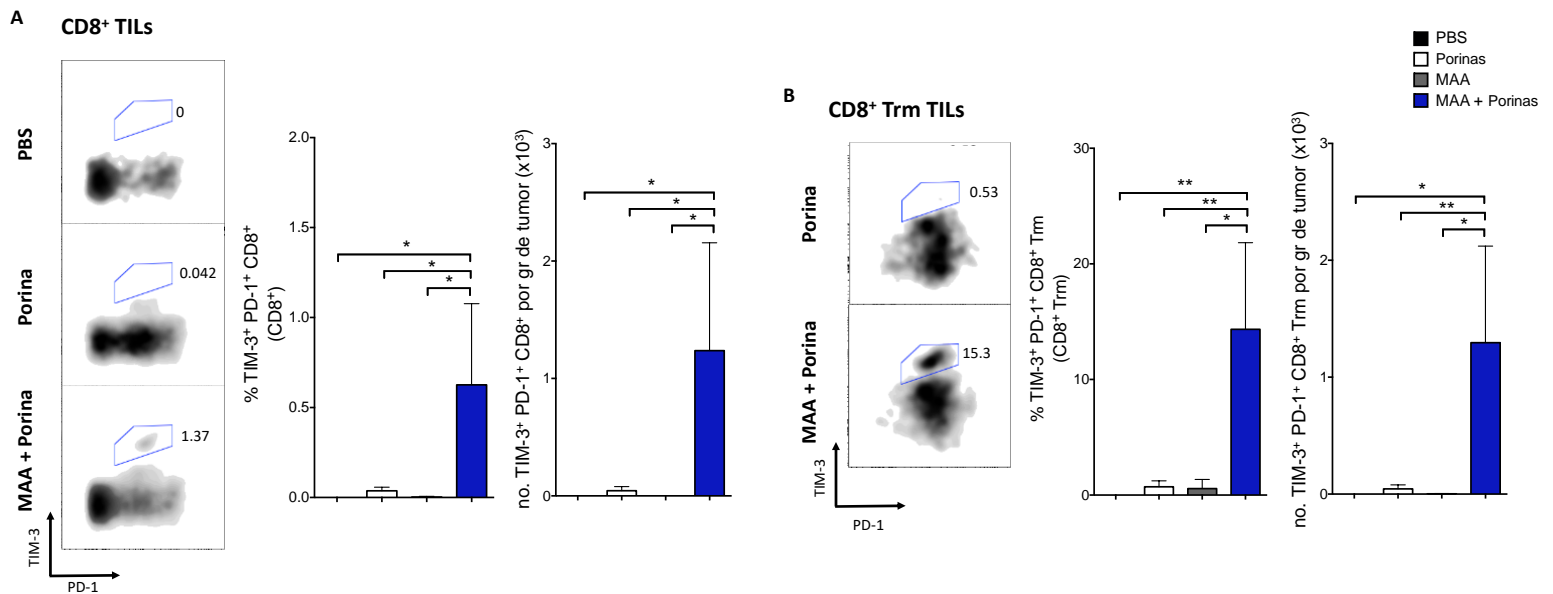 A
CD8⁺ TILs
PBS
0
Porina
0.042
MAA + Porina
1.37
TIM-3
PD-1
% TIM-3⁺ PD-1⁺ CD8⁺
(CD8⁺)
2.0
1.5
1.0
0.5
0.0
*
*
*
no. TIM-3⁺ PD-1⁺ CD8⁺ por gr de tumor (x10³)
3
2
1
0
*
*
*
B
CD8⁺ Trm TILs
Porina
0.53
MAA + Porina
15.3
TIM-3
PD-1
% TIM-3⁺ PD-1⁺ CD8⁺ Trm
(CD8⁺ Trm)
30
20
10
0
**
**
*
no. TIM-3⁺ PD-1⁺ CD8⁺ Trm por gr de tumor (x10³)
3
2
1
0
*
**
*
PBS
Porinas
MAA
MAA + Porinas